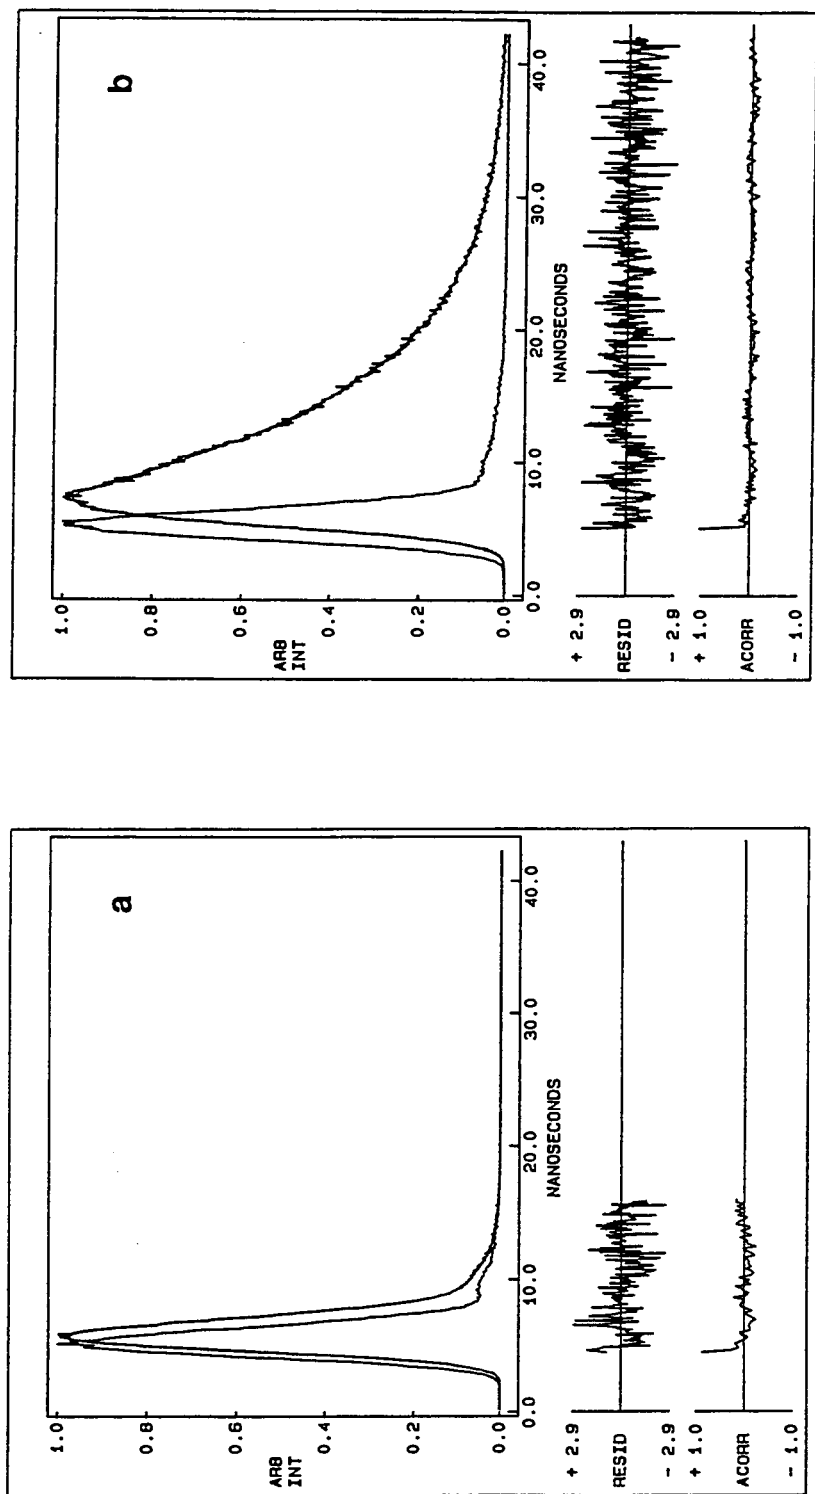 a
1.0
0.8
0.6
0.4
0.2
0.0
ARB
INT
0.0
10.0
20.0
30.0
40.0
NANOSECONDS
+ 2.9
RESID
- 2.9
+ 1.0
ACORR
- 1.0
b
1.0
0.8
0.6
0.4
0.2
0.0
ARB
INT
0.0
10.0
20.0
30.0
40.0
NANOSECONDS
+ 2.9
RESID
- 2.9
+ 1.0
ACORR
- 1.0